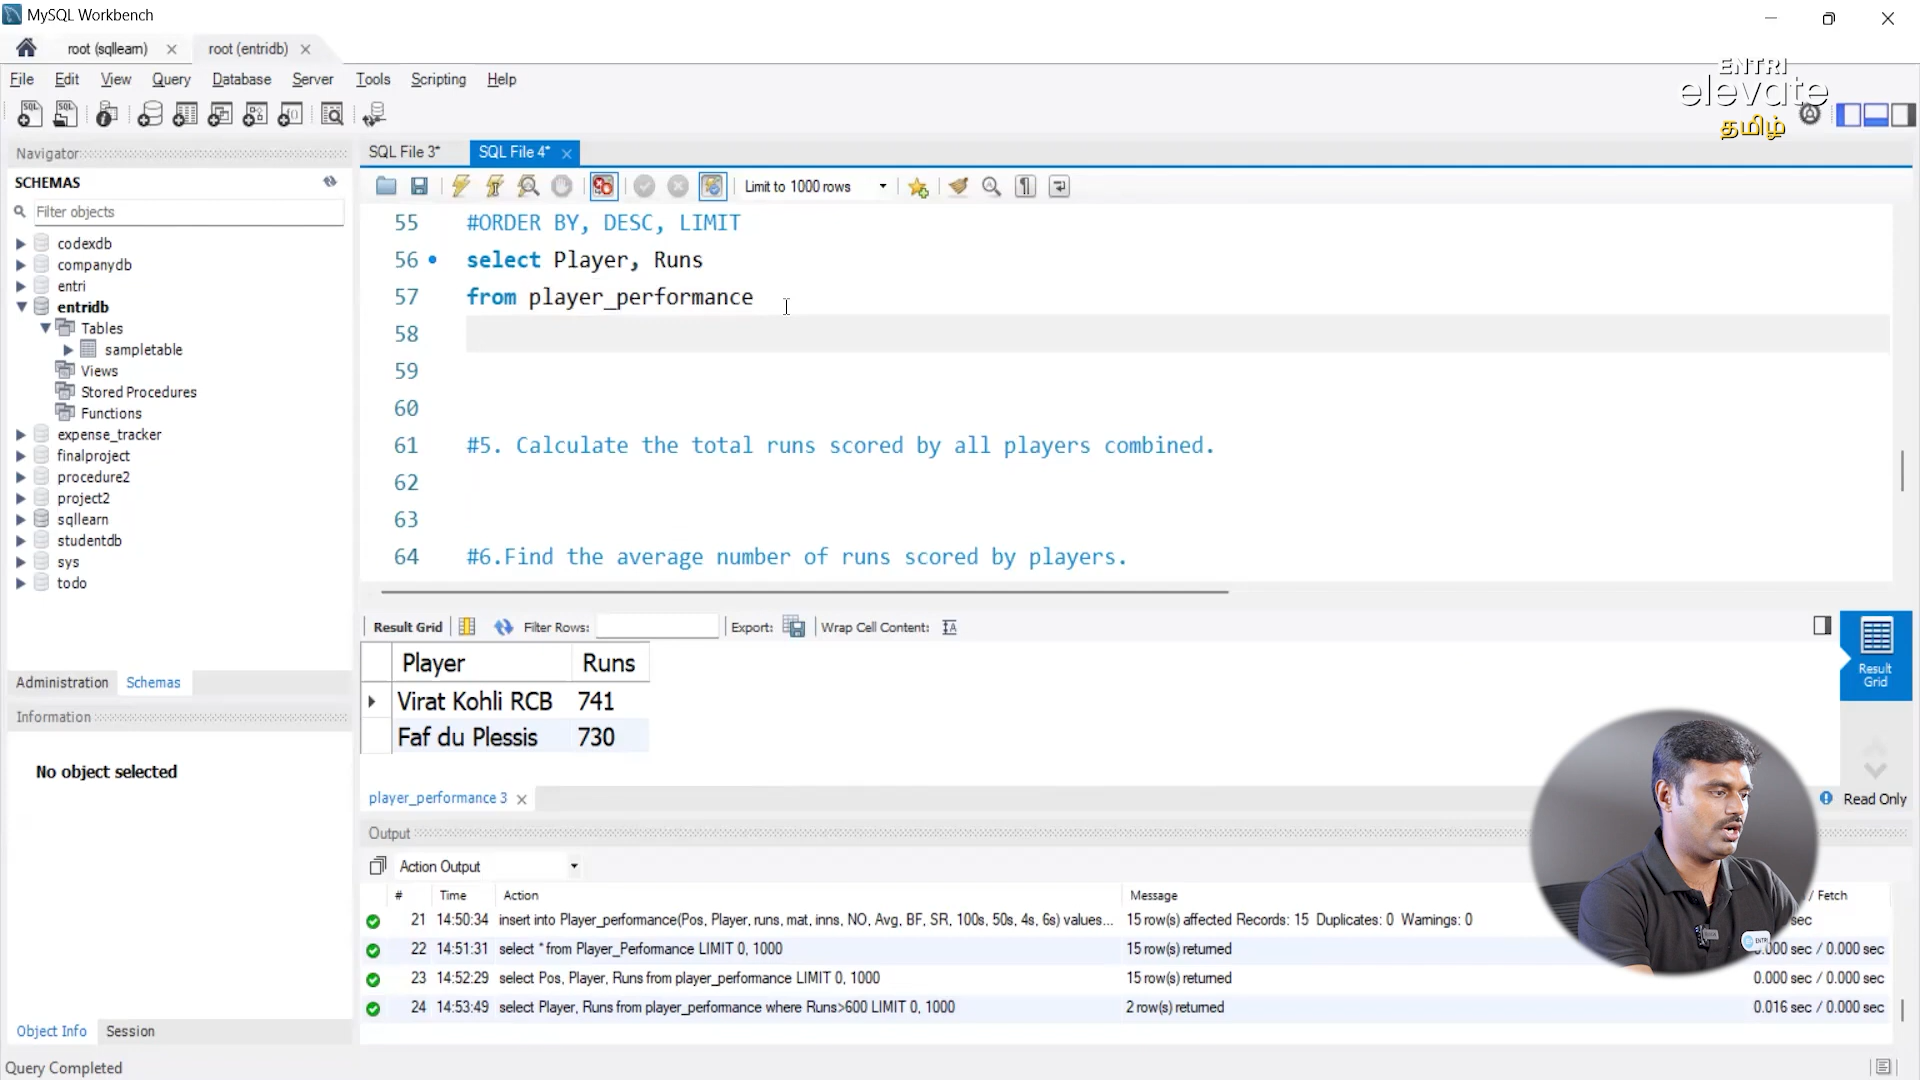 MySQL Workbench
root (sqllearn)
root (entridb)
File Edit View Query Database Server Tools Scripting Help
ENTRI
elevate
தமிழ்
Navigator
SCHEMAS
Filter objects
codexdb
companydb
entri
entridb
Tables
sampletable
Views
Stored Procedures
Functions
expense_tracker
finalproject
procedure2
project2
sqllearn
studentdb
sys
todo
Administration Schemas
Information
No object selected
Object Info Session
Query Completed
SQL File 3* SQL File 4*
Limit to 1000 rows
55 #ORDER BY, DESC, LIMIT
56 select Player, Runs
57 from player_performance
58
59
60
61 #5. Calculate the total runs scored by all players combined.
62
63
64 #6.Find the average number of runs scored by players.
Result Grid Filter Rows: Export: Wrap Cell Content:
Player Runs
Virat Kohli RCB 741
Faf du Plessis 730
Result
Grid
player_performance 3
Read Only
Output
Action Output
# Time Action Message / Fetch
21 14:50:34 insert into Player_performance(Pos, Player, runs, mat, inns, NO, Avg, BF, SR, 100s, 50s, 4s, 6s) values... 15 row(s) affected Records: 15 Duplicates: 0 Warnings: 0 sec
22 14:51:31 select * from Player_Performance LIMIT 0, 1000 15 row(s) returned 0.000 sec / 0.000 sec
23 14:52:29 select Pos, Player, Runs from player_performance LIMIT 0, 1000 15 row(s) returned 0.000 sec / 0.000 sec
24 14:53:49 select Player, Runs from player_performance where Runs>600 LIMIT 0, 1000 2 row(s) returned 0.016 sec / 0.000 sec